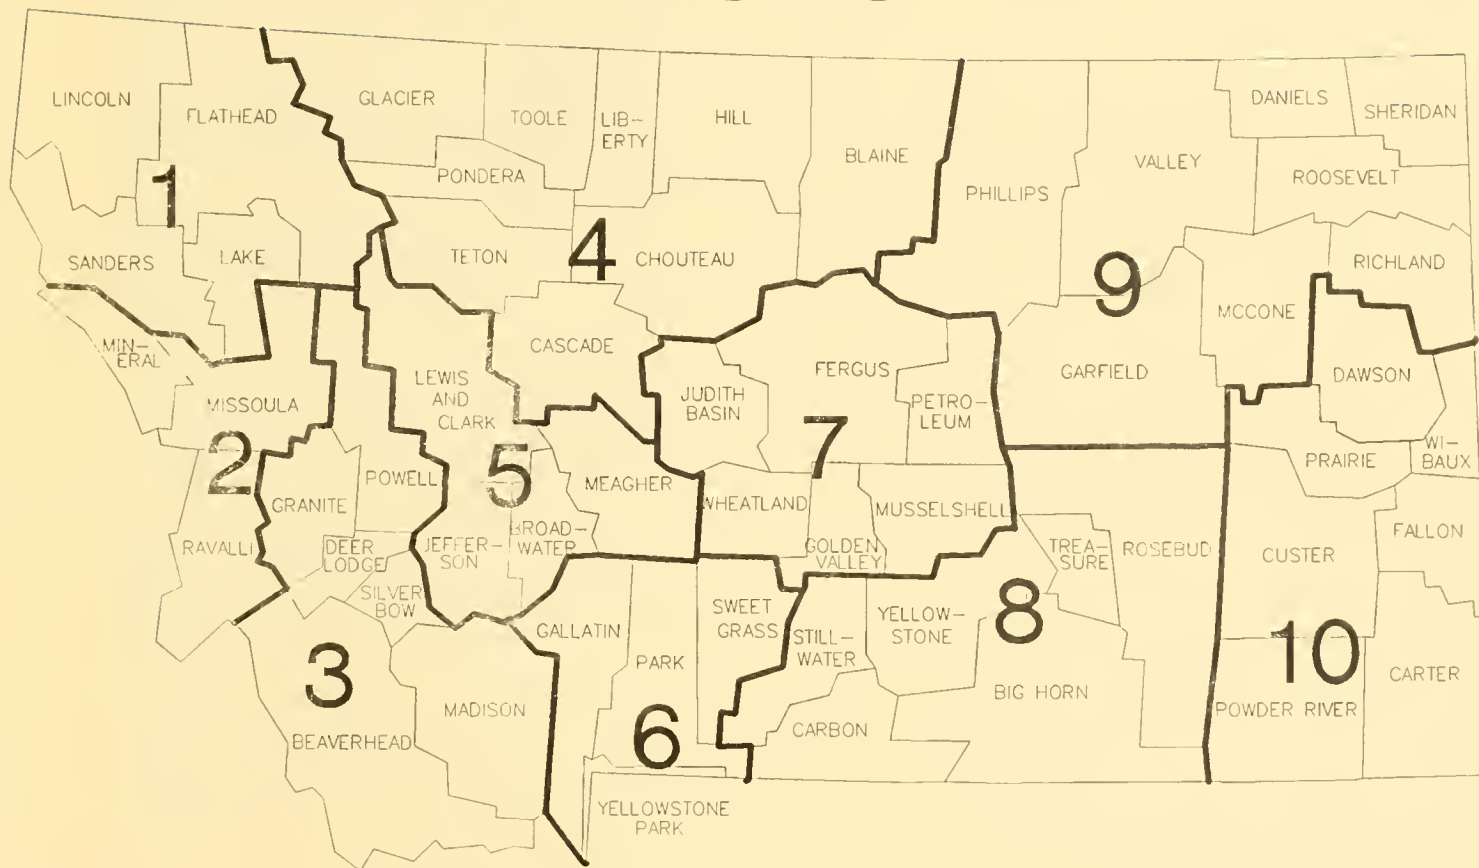 LINCOLN
FLATHEAD
GLACIER
TOOLE
LIB-
ERTY
HILL
BLAINE
PHILLIPS
VALLEY
DANIELS
SHERIDAN
ROOSEVELT
1
PONDERA
SANDERS
LAKE
TETON
4
CHOUTEAU
9
RICHLAND
MCCONE
MIN-
ERAL
MISSOULA
LEWIS
AND
CLARK
CASCADE
JUDITH
BASIN
FERGUS
PETRO-
LEUM
GARFIELD
DAWSON
2
POWELL
5
MEAGHER
7
PRAIRIE
WI-
BAUX
GRANITE
WHEATLAND
MUSSELSHELL
RAVALLI
DEER
LODGE
JEFFER-
SON
BROAD-
WATER
GOLDEN
VALLEY
TREA-
SURE
ROSEBUD
CUSTER
FALLON
SILVER
BOW
GALLATIN
SWEET
GRASS
STILL-
WATER
YELLOW-
STONE
8
10
3
PARK
BIG HORN
CARTER
MADISON
6
CARBON
POWDER RIVER
BEAVERHEAD
YELLOWSTONE
PARK